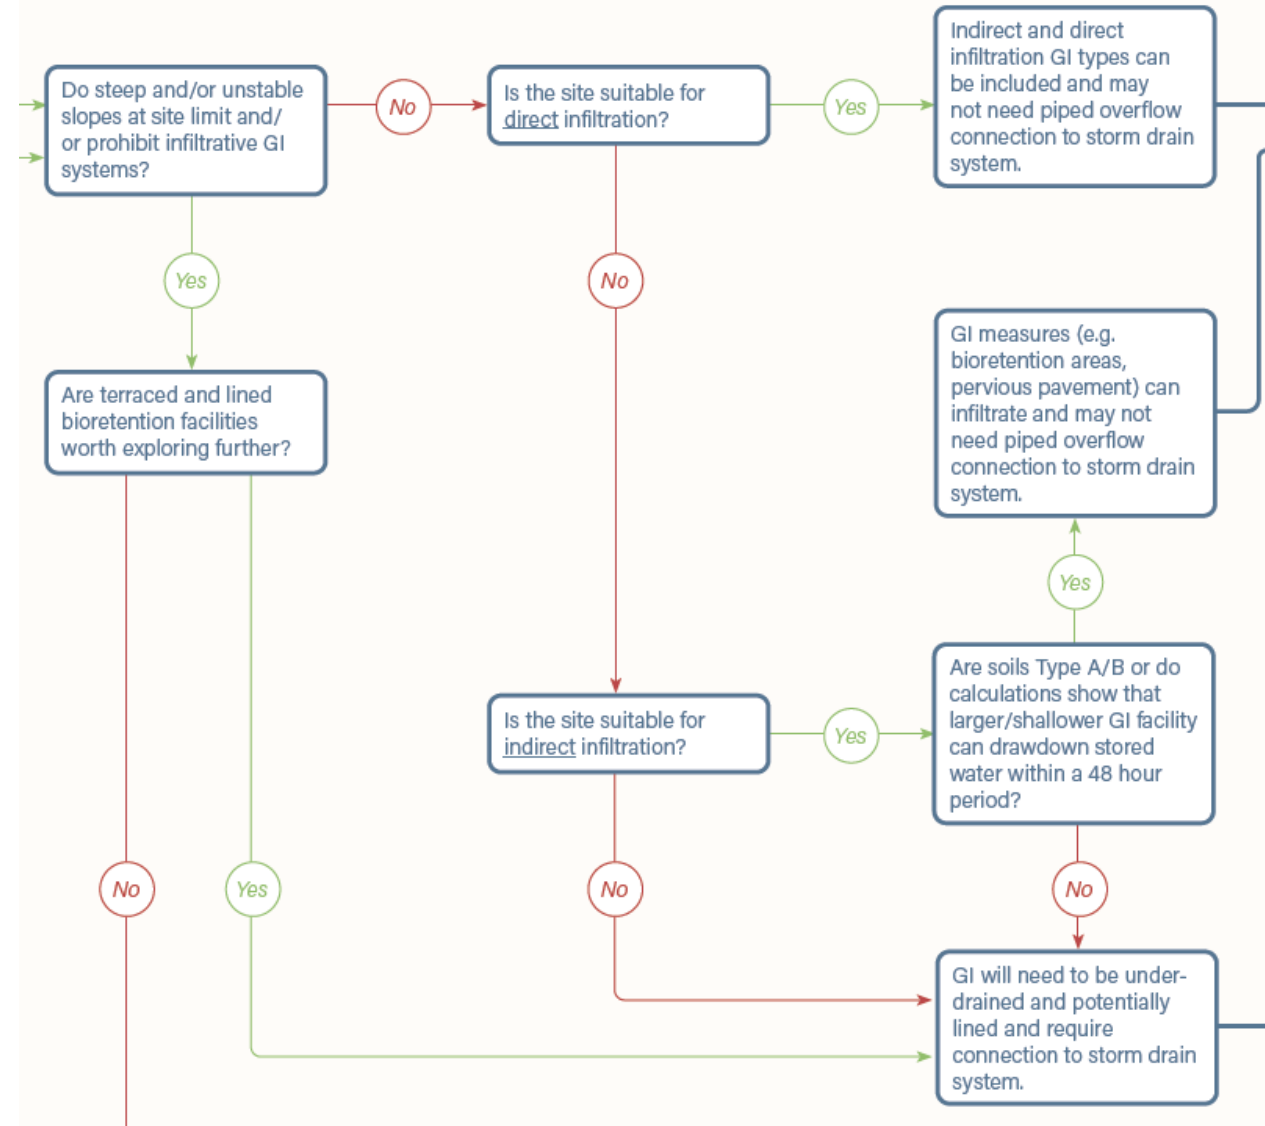 Do steep and/or unstable
slopes at site limit and/
or prohibit infiltrative GI
systems?
No
Is the site suitable for
direct infiltration?
Yes
Indirect and direct
infiltration GI types can
be included and may
not need piped overflow
connection to storm drain
system.
Yes
No
Are terraced and lined
bioretention facilities
worth exploring further?
GI measures (e.g.
bioretention areas,
pervious pavement) can
infiltrate and may not
need piped overflow
connection to storm drain
system.
Yes
Is the site suitable for
indirect infiltration?
Yes
Are soils Type A/B or do
calculations show that
larger/shallower GI facility
can drawdown stored
water within a 48 hour
period?
No
Yes
No
No
GI will need to be under-
drained and potentially
lined and require
connection to storm drain
system.